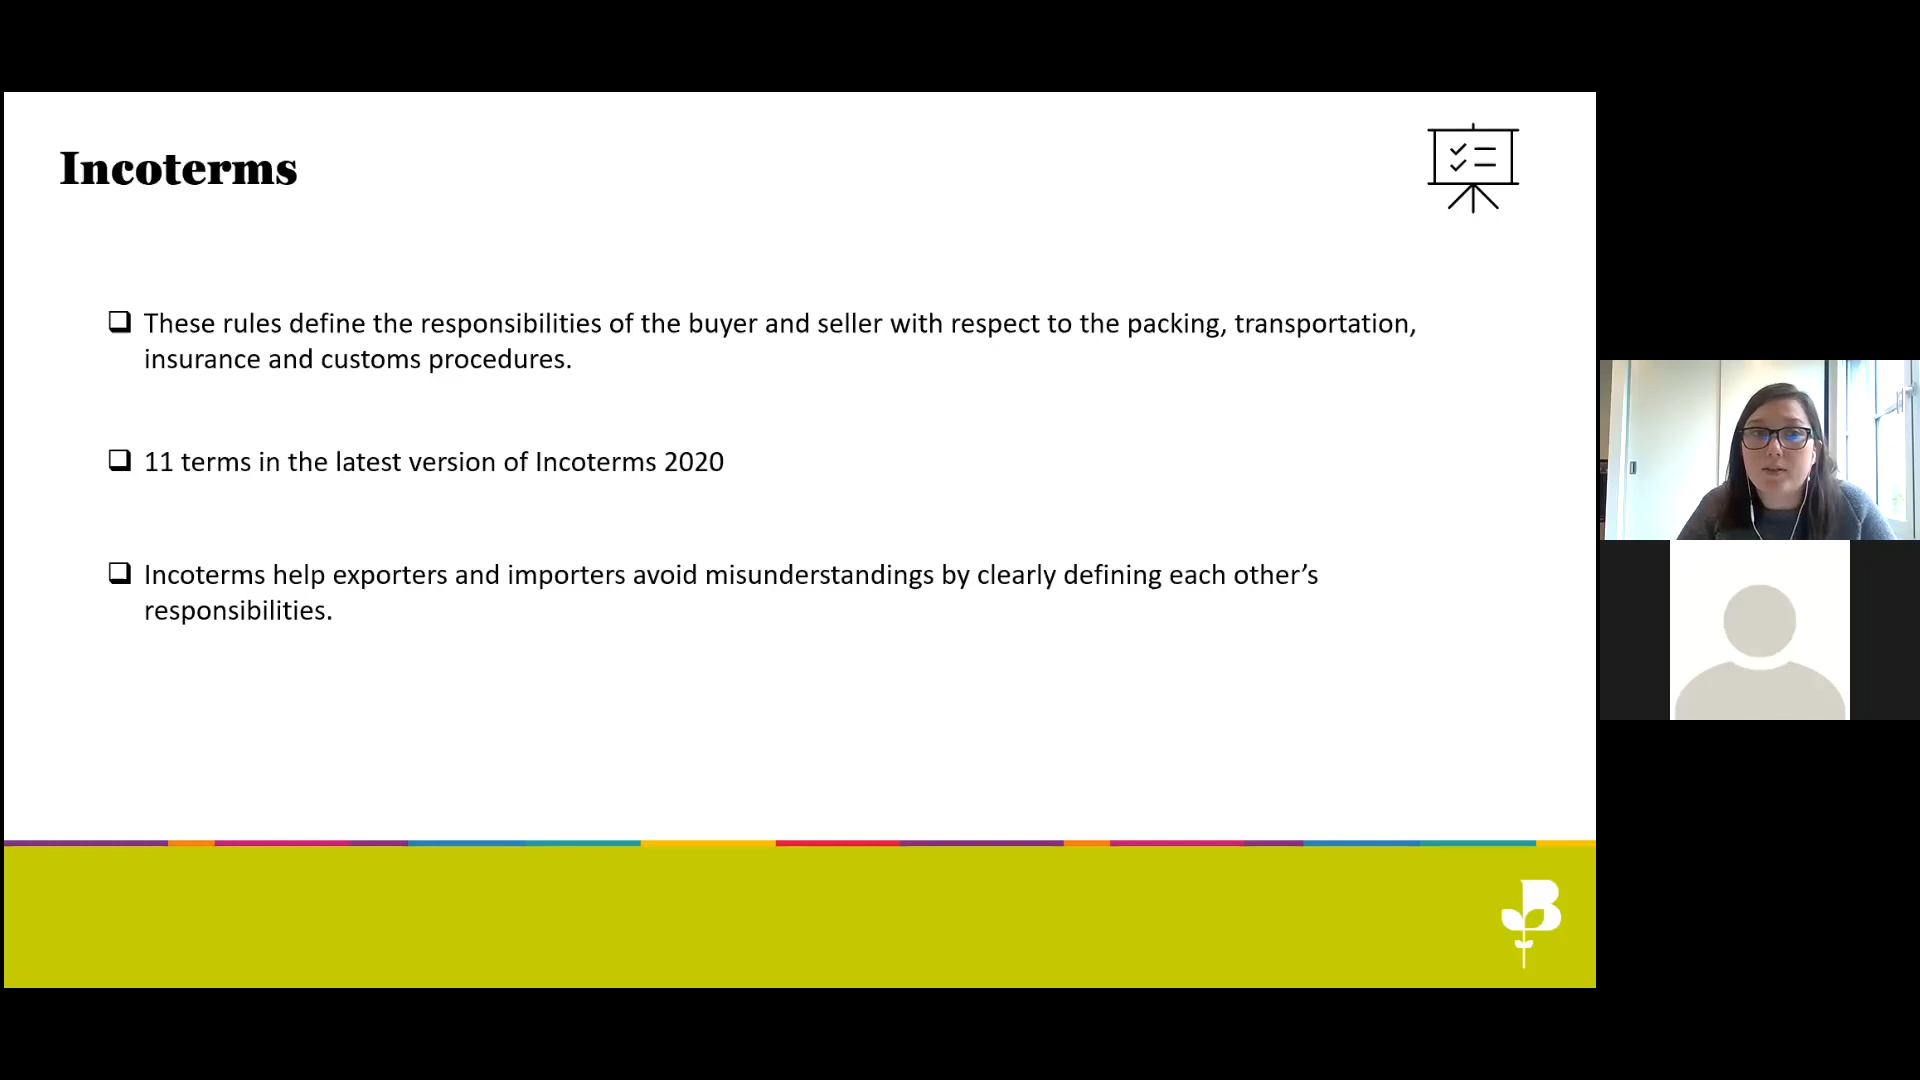 Incoterms
These rules define the responsibilities of the buyer and seller with respect to the packing, transportation,
insurance and customs procedures.
11 terms in the latest version of Incoterms 2020
Incoterms help exporters and importers avoid misunderstandings by clearly defining each other’s
responsibilities.